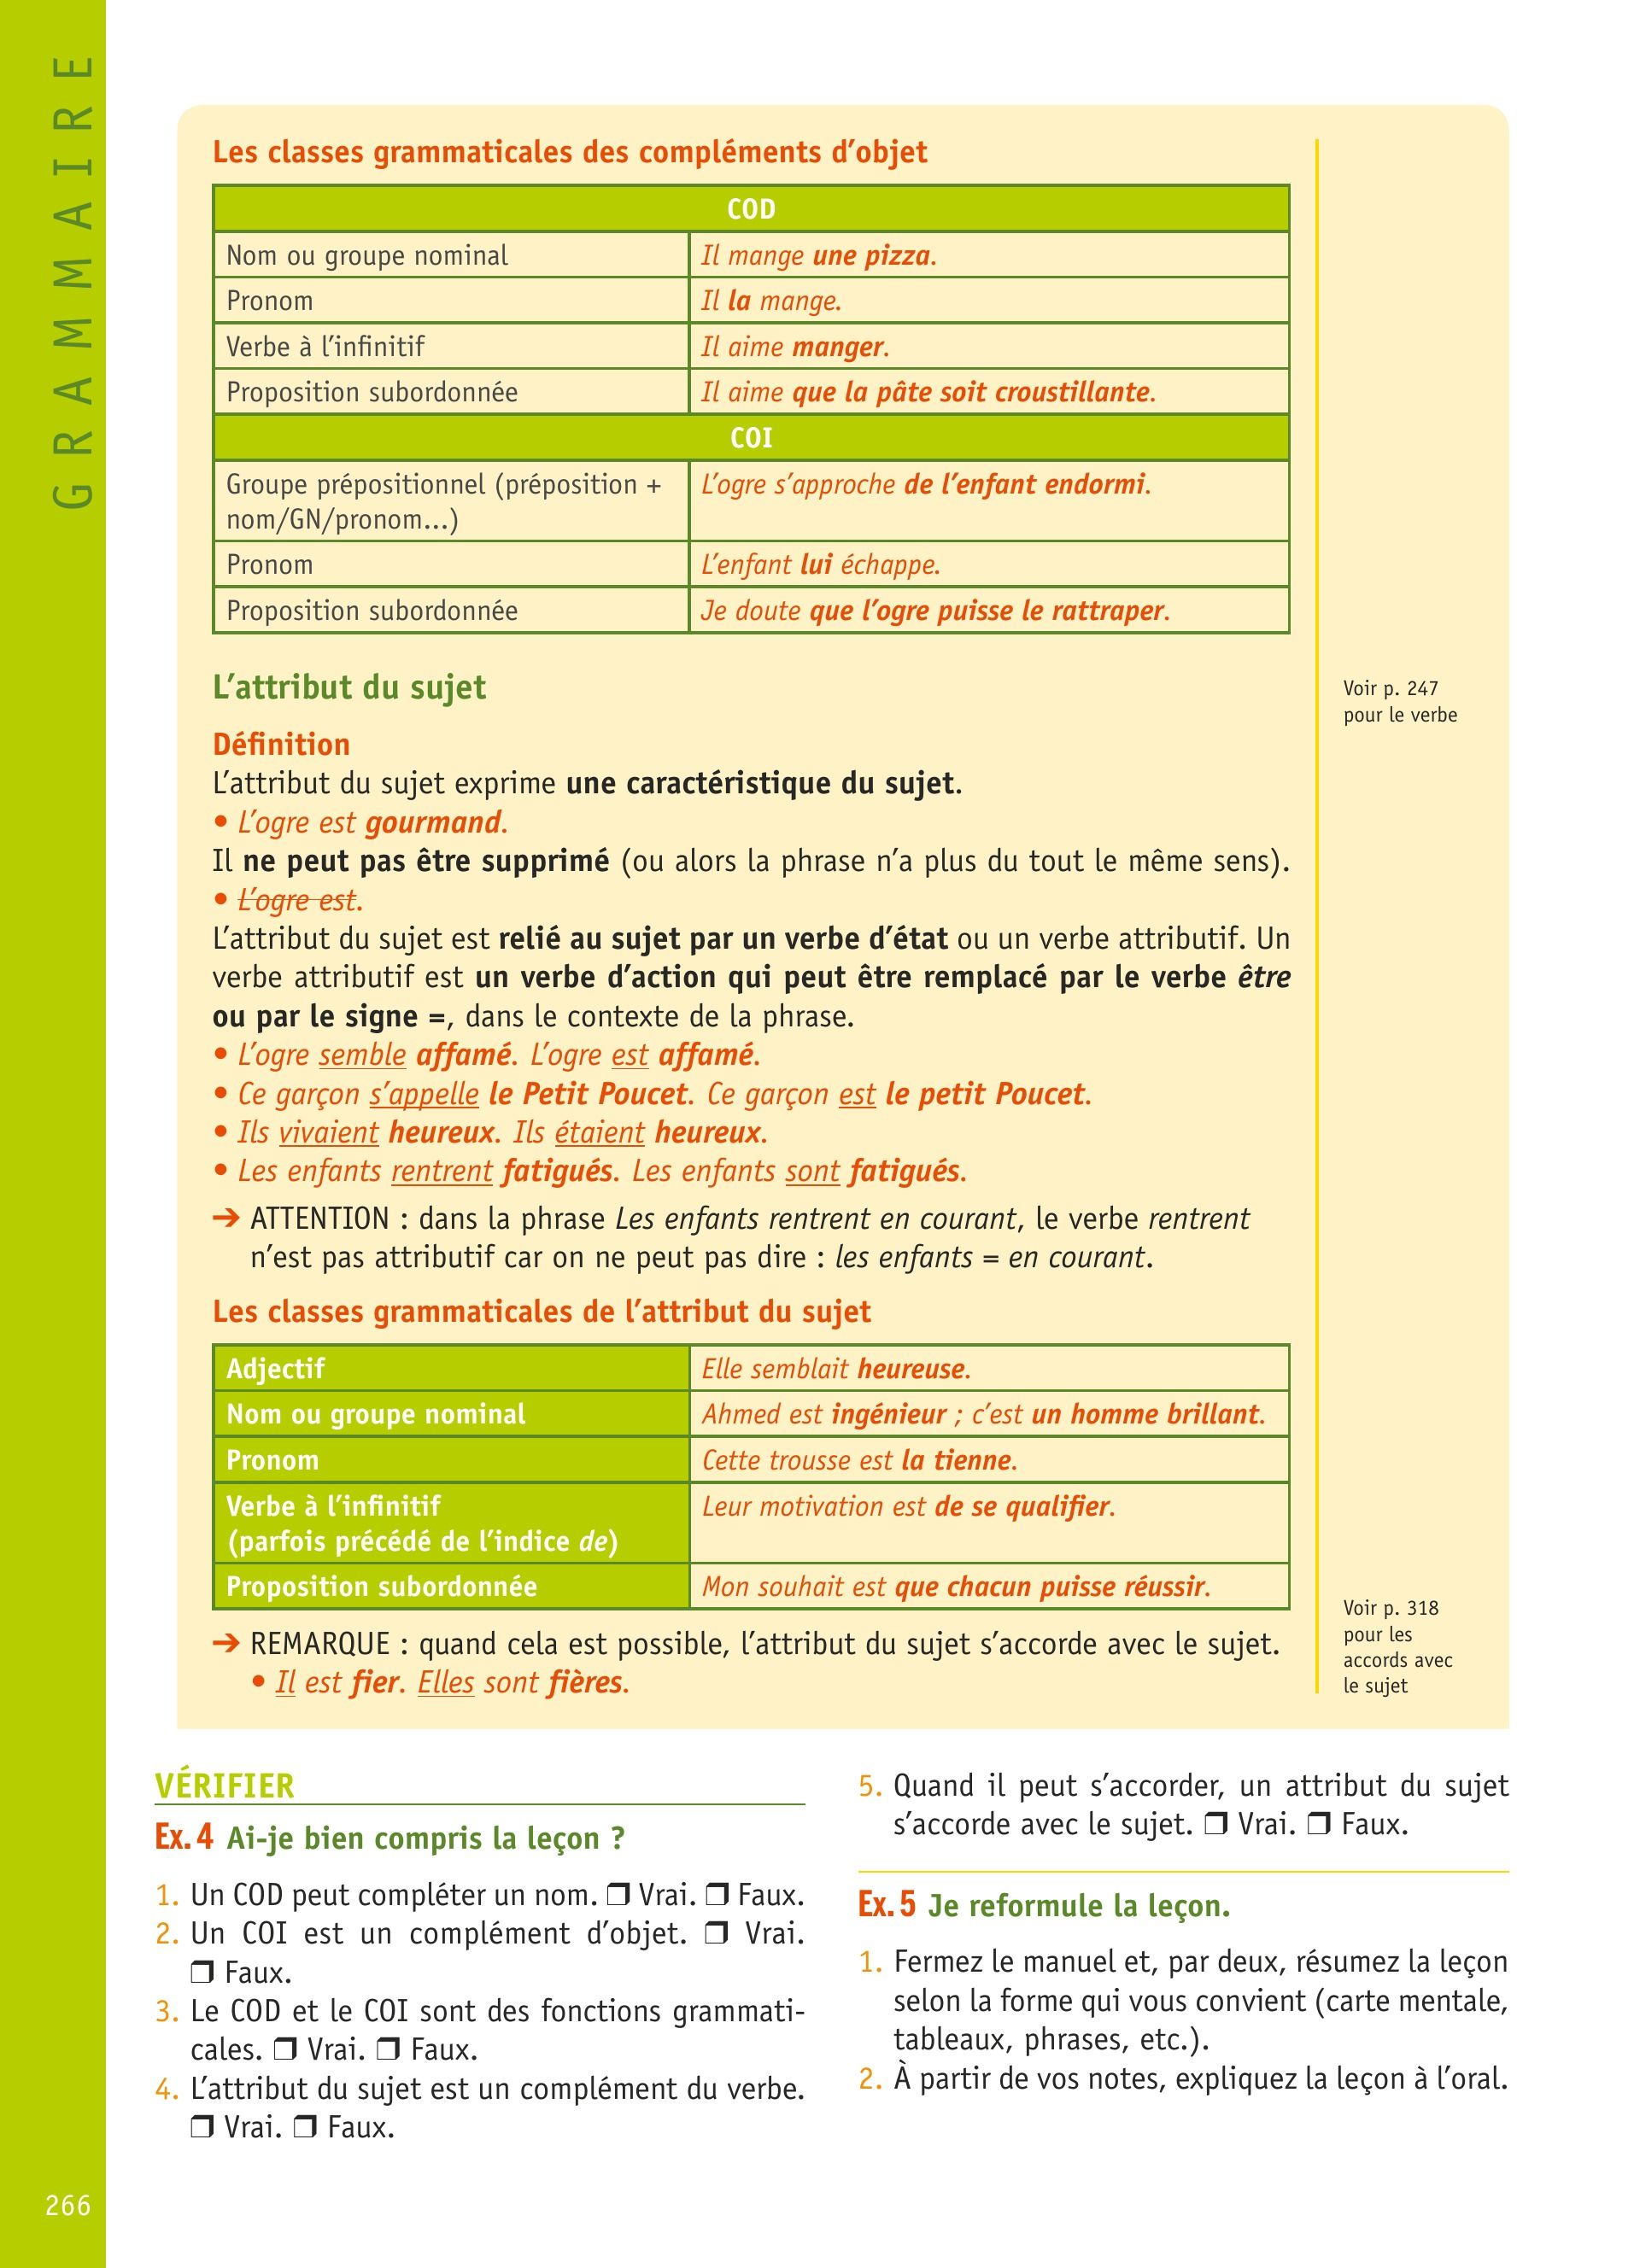 GRAMMAIRE
Les classes grammaticales des compléments d’objet
COD
Nom ou groupe nominal
Il mange une pizza.
Pronom
Il la mange.
Verbe à l’infinitif
Il aime manger.
Proposition subordonnée
Il aime que la pâte soit croustillante.
COI
Groupe prépositionnel (préposition +
nom/GN/pronom…)
L’ogre s’approche de l’enfant endormi.
Pronom
L’enfant lui échappe.
Proposition subordonnée
Je doute que l’ogre puisse le rattraper.
L’attribut du sujet
Voir p. 247
pour le verbe
Définition
L’attribut du sujet exprime une caractéristique du sujet.
• L’ogre est gourmand.
Il ne peut pas être supprimé (ou alors la phrase n’a plus du tout le même sens).
• L’ogre est.
L’attribut du sujet est relié au sujet par un verbe d’état ou un verbe attributif. Un
verbe attributif est un verbe d’action qui peut être remplacé par le verbe être
ou par le signe =, dans le contexte de la phrase.
• L’ogre semble affamé. L’ogre est affamé.
• Ce garçon s’appelle le Petit Poucet. Ce garçon est le petit Poucet.
• Ils vivaient heureux. Ils étaient heureux.
• Les enfants rentrent fatigués. Les enfants sont fatigués.
➔ ATTENTION : dans la phrase Les enfants rentrent en courant, le verbe rentrent
n’est pas attributif car on ne peut pas dire : les enfants = en courant.
Les classes grammaticales de l’attribut du sujet
Adjectif
Elle semblait heureuse.
Nom ou groupe nominal
Ahmed est ingénieur ; c’est un homme brillant.
Pronom
Cette trousse est la tienne.
Verbe à l’infinitif
(parfois précédé de l’indice de)
Leur motivation est de se qualifier.
Proposition subordonnée
Mon souhait est que chacun puisse réussir.
➔ REMARQUE : quand cela est possible, l’attribut du sujet s’accorde avec le sujet.
• Il est fier. Elles sont fières.
Voir p. 318
pour les
accords avec
le sujet
VÉRIFIER
Ex. 4 Ai-je bien compris la leçon ?
1. Un COD peut compléter un nom. ❒ Vrai. ❒ Faux.
2. Un COI est un complément d’objet. ❒ Vrai.
❒ Faux.
3. Le COD et le COI sont des fonctions grammati-
cales. ❒ Vrai. ❒ Faux.
4. L’attribut du sujet est un complément du verbe.
❒ Vrai. ❒ Faux.
5. Quand il peut s’accorder, un attribut du sujet
s’accorde avec le sujet. ❒ Vrai. ❒ Faux.
Ex. 5 Je reformule la leçon.
1. Fermez le manuel et, par deux, résumez la leçon
selon la forme qui vous convient (carte mentale,
tableaux, phrases, etc.).
2. À partir de vos notes, expliquez la leçon à l’oral.
266